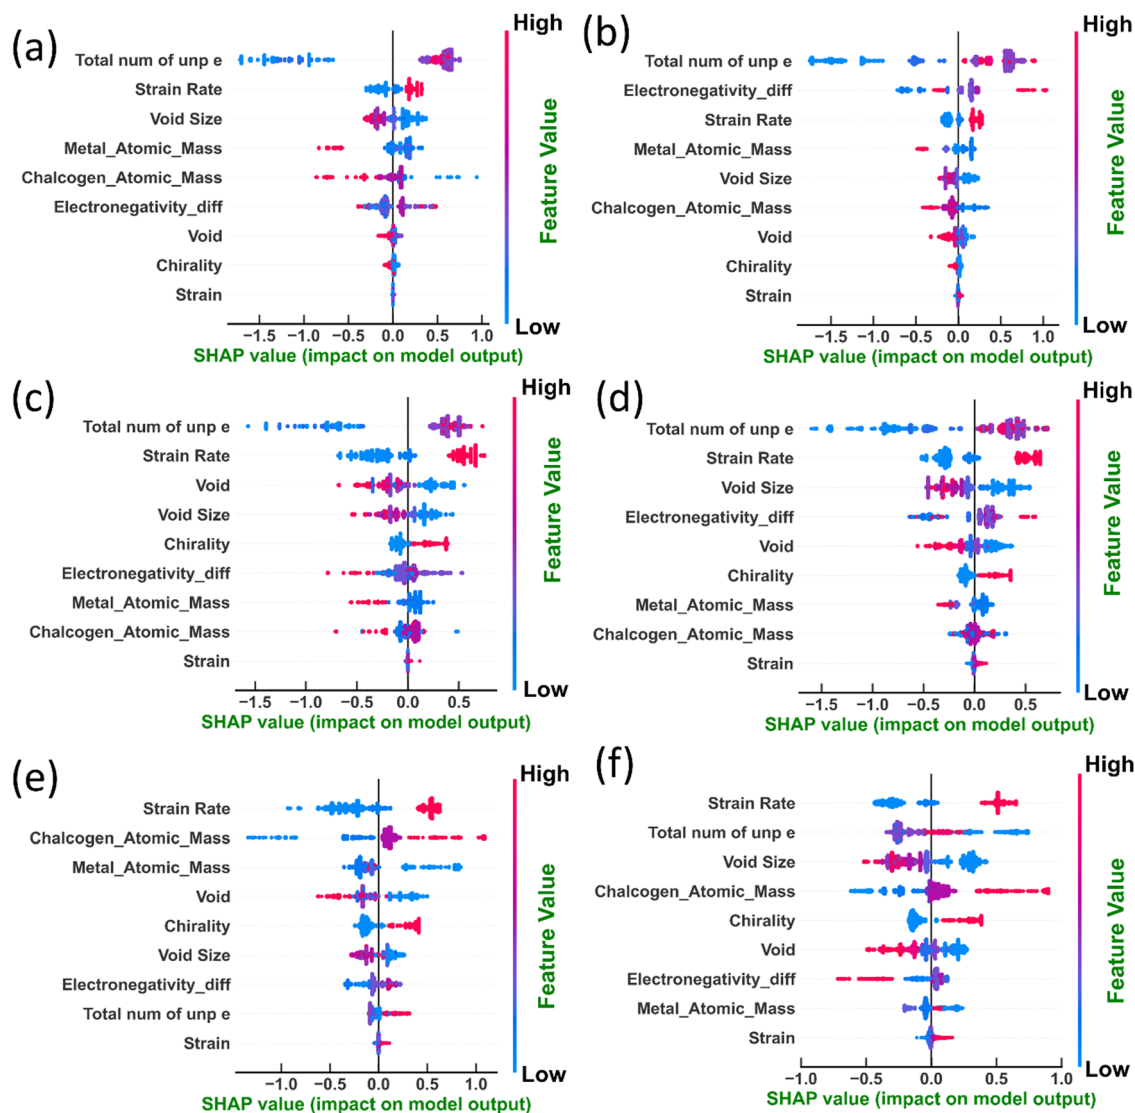 (a)
High
Total num of unp e
Strain Rate
Void Size
Metal_Atomic_Mass
Chalcogen_Atomic_Mass
Electronegativity_diff
Void
Chirality
Strain
Feature Value
Low
−1.5 −1.0 −0.5 0.0 0.5 1.0
SHAP value (impact on model output)
(b)
High
Total num of unp e
Electronegativity_diff
Strain Rate
Metal_Atomic_Mass
Void Size
Chalcogen_Atomic_Mass
Void
Chirality
Strain
Feature Value
Low
−1.5 −1.0 −0.5 0.0 0.5 1.0
SHAP value (impact on model output)
(c)
High
Total num of unp e
Strain Rate
Void
Void Size
Chirality
Electronegativity_diff
Metal_Atomic_Mass
Chalcogen_Atomic_Mass
Strain
Feature Value
Low
−1.5 −1.0 −0.5 0.0 0.5
SHAP value (impact on model output)
(d)
High
Total num of unp e
Strain Rate
Void Size
Electronegativity_diff
Void
Chirality
Metal_Atomic_Mass
Chalcogen_Atomic_Mass
Strain
Feature Value
Low
−1.5 −1.0 −0.5 0.0 0.5
SHAP value (impact on model output)
(e)
High
Strain Rate
Chalcogen_Atomic_Mass
Metal_Atomic_Mass
Void
Chirality
Void Size
Electronegativity_diff
Total num of unp e
Strain
Feature Value
Low
−1.0 −0.5 0.0 0.5 1.0
SHAP value (impact on model output)
(f)
High
Strain Rate
Total num of unp e
Void Size
Chalcogen_Atomic_Mass
Chirality
Void
Electronegativity_diff
Metal_Atomic_Mass
Strain
Feature Value
Low
−1.0 −0.5 0.0 0.5 1.0
SHAP value (impact on model output)